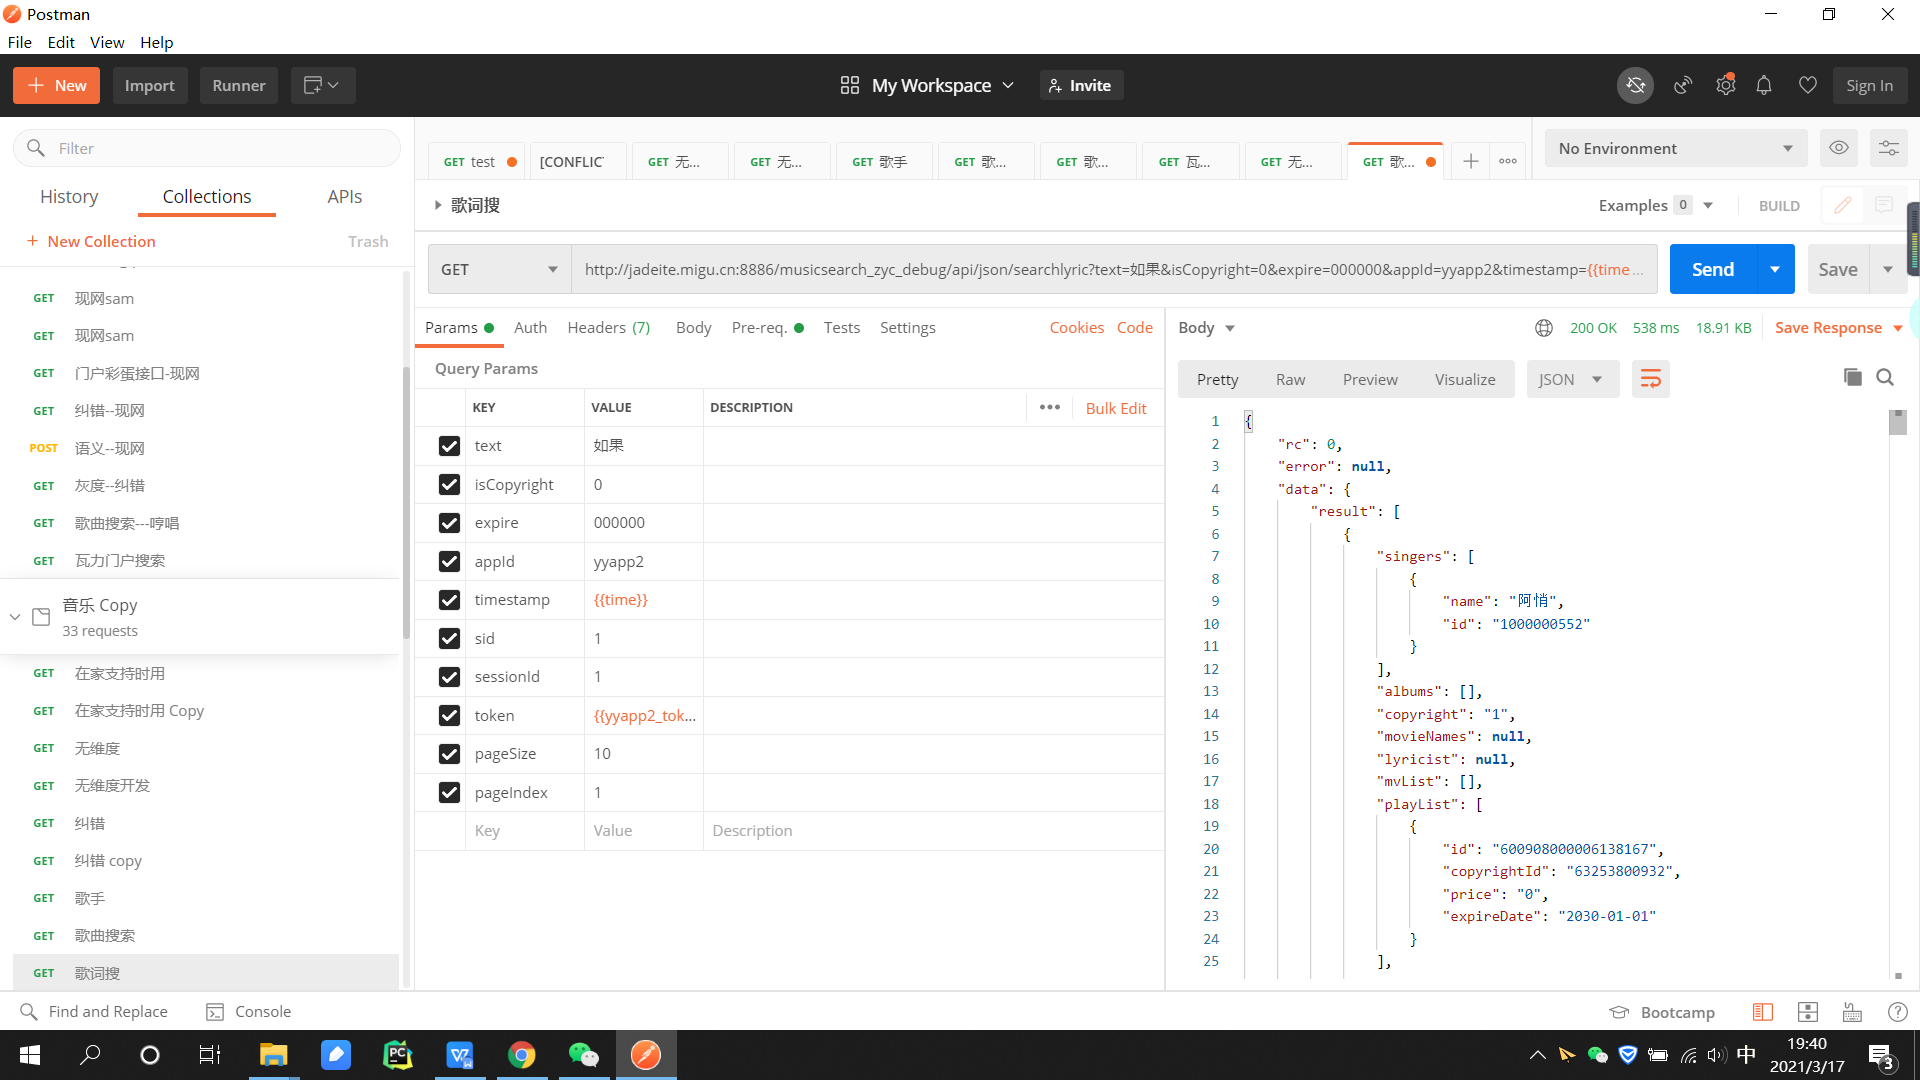 Postman
File Edit View Help
New Import Runner My Workspace Invite Sign In
Filter
History Collections APIs
New Collection Trash
GET 现网sam
GET 现网sam
GET 门户彩蛋接口-现网
GET 纠错--现网
POST 语义--现网
GET 灰度--纠错
GET 歌曲搜索---哼唱
GET 瓦力门户搜索
音乐 Copy
33 requests
GET 在家支持时用
GET 在家支持时用 Copy
GET 无维度
GET 无维度开发
GET 纠错
GET 纠错 copy
GET 歌手
GET 歌曲搜索
GET 歌词搜
GET test [CONFLICT GET 无... GET 无... GET 歌手 GET 歌... GET 歌... GET 瓦... GET 无... GET 歌...
No Environment
歌词搜 Examples 0 BUILD
GET http://jadeite.migu.cn:8886/musicsearch_zyc_debug/api/json/searchlyric?text=如果&isCopyright=0&expire=000000&appId=yyapp2&timestamp={{time ... Send Save
Params Auth Headers (7) Body Pre-req. Tests Settings Cookies Code
Query Params
KEY VALUE DESCRIPTION Bulk Edit
text 如果
isCopyright 0
expire 000000
appId yyapp2
timestamp {{time}}
sid 1
sessionId 1
token {{yyapp2_tok...
pageSize 10
pageIndex 1
Key Value Description
Body 200 OK 538 ms 18.91 KB Save Response
Pretty Raw Preview Visualize JSON
1 {
2 "rc": 0,
3 "error": null,
4 "data": {
5 "result": [
6 {
7 "singers": [
8 {
9 "name": "阿悄",
10 "id": "1000000552"
11 }
12 ],
13 "albums": [],
14 "copyright": "1",
15 "movieNames": null,
16 "lyricist": null,
17 "mvList": [],
18 "playList": [
19 {
20 "id": "600908000006138167",
21 "copyrightId": "63253800932",
22 "price": "0",
23 "expireDate": "2030-01-01"
24 }
25 ],
Find and Replace Console Bootcamp
中 19:40
2021/3/17
3